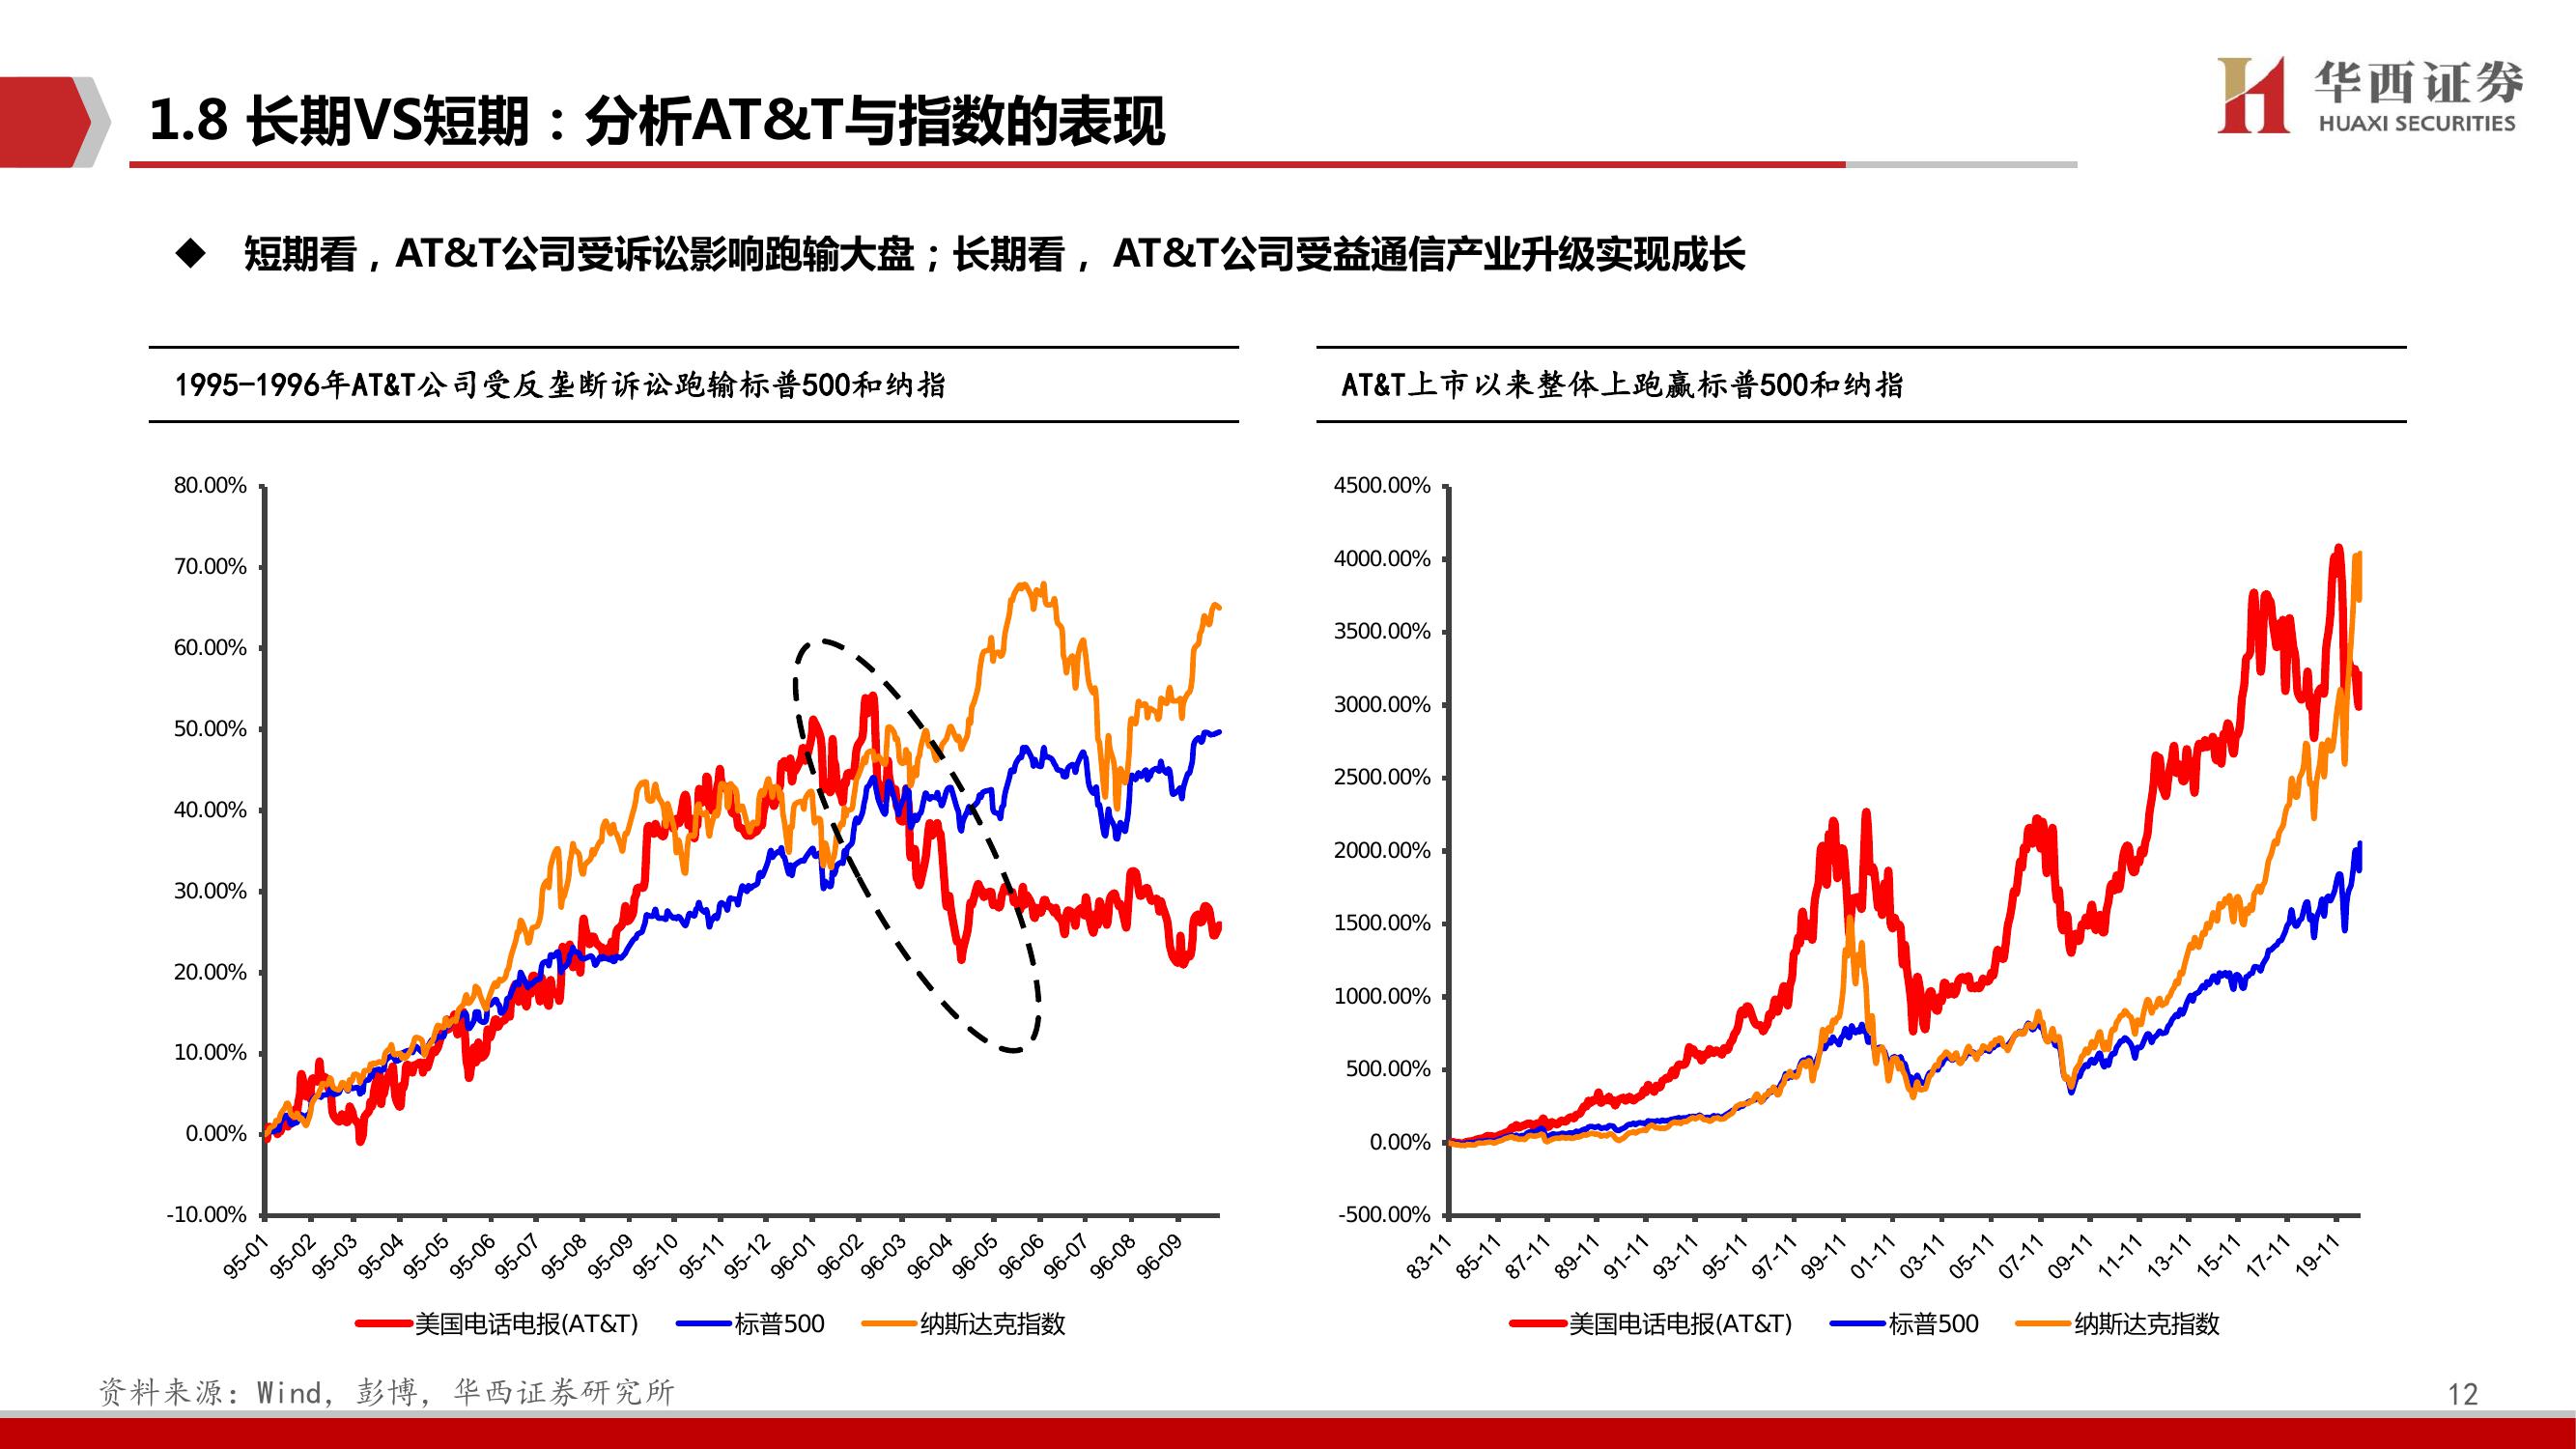 1.8 长期VS短期：分析AT&T与指数的表现
华西证券
HUAXI SECURITIES
◆ 短期看，AT&T公司受诉讼影响跑输大盘；长期看， AT&T公司受益通信产业升级实现成长
1995-1996年AT&T公司受反垄断诉讼跑输标普500和纳指
80.00%
70.00%
60.00%
50.00%
40.00%
30.00%
20.00%
10.00%
0.00%
-10.00%
95-01 95-02 95-03 95-04 95-05 95-06 95-07 95-08 95-09 95-10 95-11 95-12 96-01 96-02 96-03 96-04 96-05 96-06 96-07 96-08 96-09
美国电话电报(AT&T) 标普500 纳斯达克指数
AT&T上市以来整体上跑赢标普500和纳指
4500.00%
4000.00%
3500.00%
3000.00%
2500.00%
2000.00%
1500.00%
1000.00%
500.00%
0.00%
-500.00%
83-11 85-11 87-11 89-11 91-11 93-11 95-11 97-11 99-11 01-11 03-11 05-11 07-11 09-11 11-11 13-11 15-11 17-11 19-11
美国电话电报(AT&T) 标普500 纳斯达克指数
资料来源：Wind，彭博，华西证券研究所
12